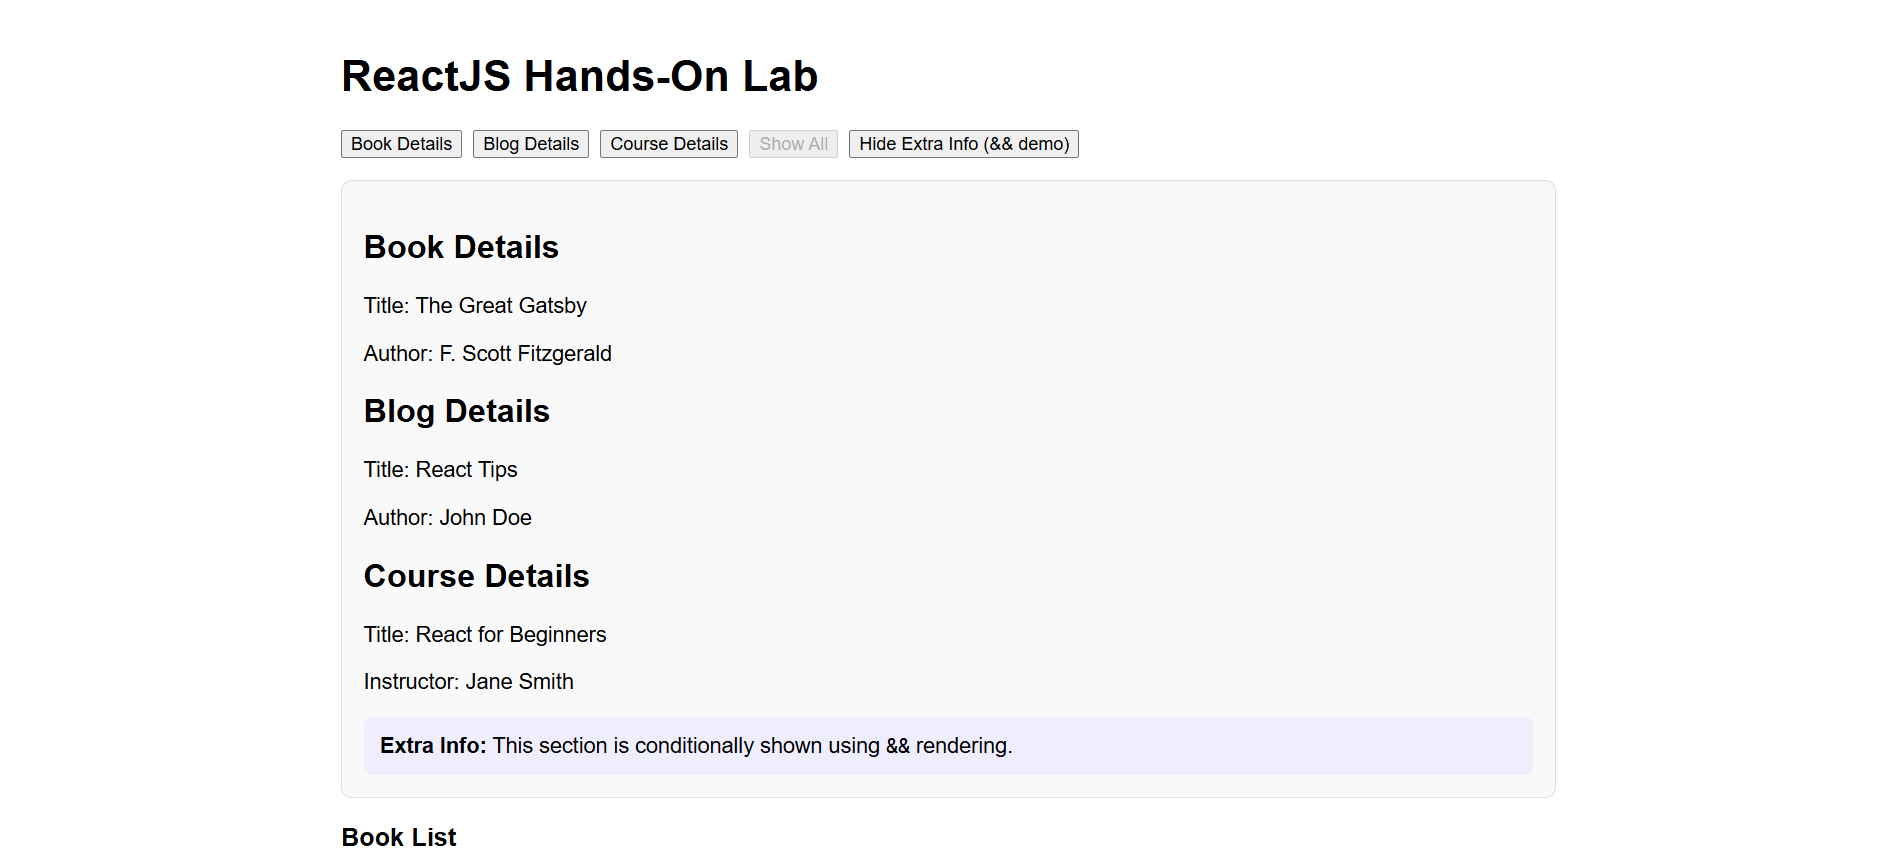 ReactJS Hands-On Lab
Book Details Blog Details Course Details Show All Hide Extra Info (&& demo)
Book Details
Title: The Great Gatsby
Author: F. Scott Fitzgerald
Blog Details
Title: React Tips
Author: John Doe
Course Details
Title: React for Beginners
Instructor: Jane Smith
Extra Info: This section is conditionally shown using && rendering.
Book List